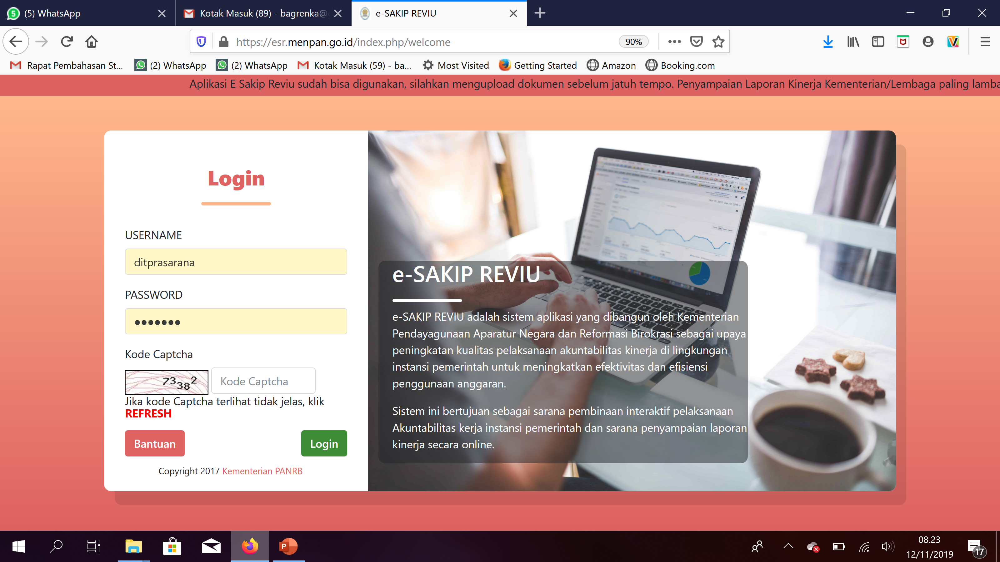 (5) WhatsApp
Kotak Masuk (89) - bagrenka@
e-SAKIP REVIU
https://esr.menpan.go.id/index.php/welcome
90%
Rapat Pembahasan St...
(2) WhatsApp
(2) WhatsApp
Kotak Masuk (59) - ba...
Most Visited
Getting Started
Amazon
Booking.com
Aplikasi E Sakip Reviu sudah bisa digunakan, silahkan mengupload dokumen sebelum jatuh tempo. Penyampaian Laporan Kinerja Kementerian/Lembaga paling lamba
Login
USERNAME
ditprasarana
PASSWORD
Kode Captcha
73382
Kode Captcha
Jika kode Captcha terlihat tidak jelas, klik
REFRESH
Bantuan
Login
Copyright 2017 Kementerian PANRB
e-SAKIP REVIU
e-SAKIP REVIU adalah sistem aplikasi yang dibangun oleh Kementerian
Pendayagunaan Aparatur Negara dan Reformasi Birokrasi sebagai upaya
peningkatan kualitas pelaksanaan akuntabilitas kinerja di lingkungan
instansi pemerintah untuk meningkatkan efektivitas dan efisiensi
penggunaan anggaran.
Sistem ini bertujuan sebagai sarana pembinaan interaktif pelaksanaan
Akuntabilitas kerja instansi pemerintah dan sarana penyampaian laporan
kinerja secara online.
08.23
12/11/2019
17